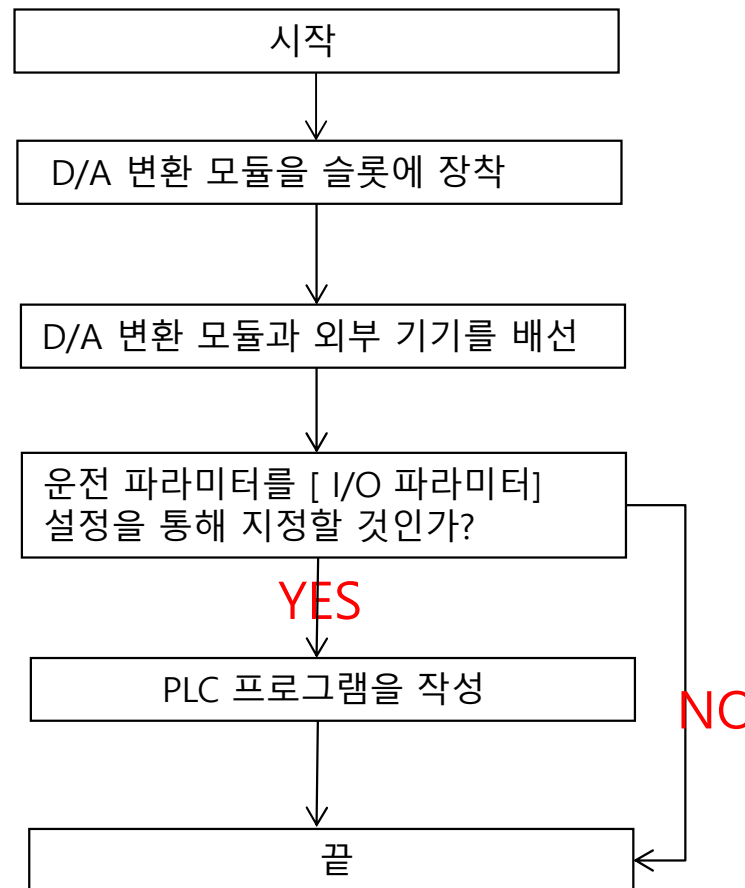 시작
D/A 변환 모듈을 슬롯에 장착
D/A 변환 모듈과 외부 기기를 배선
운전 파라미터를 [ I/O 파라미터]
설정을 통해 지정할 것인가?
YES
PLC 프로그램을 작성
NO
끝